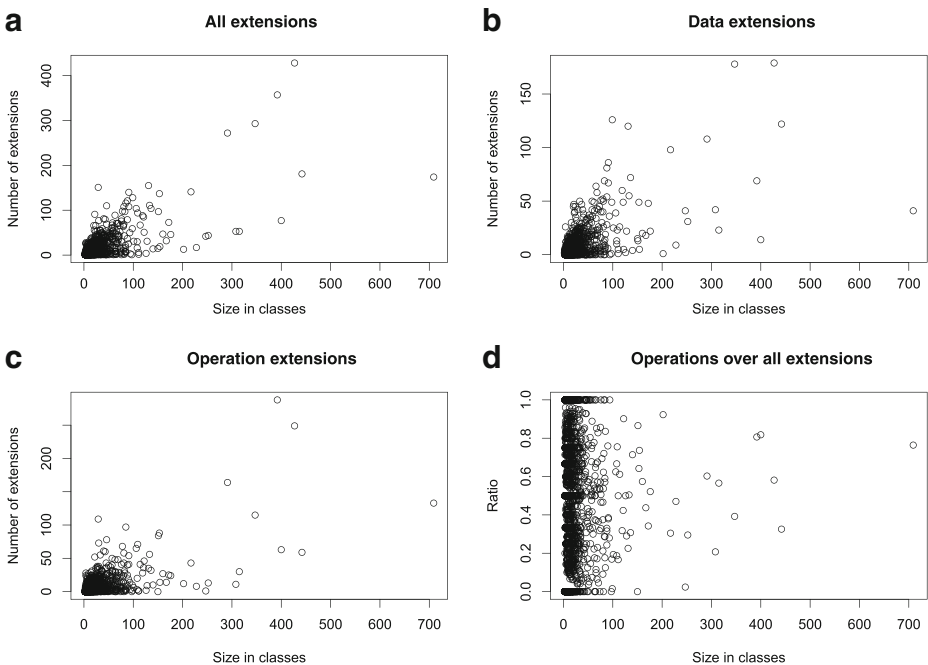 a
All extensions
Number of extensions
0 100 200 300 400
0 100 200 300 400 500 600 700
Size in classes
b
Data extensions
Number of extensions
0 50 100 150
0 100 200 300 400 500 600 700
Size in classes
c
Operation extensions
Number of extensions
0 50 100 200
0 100 200 300 400 500 600 700
Size in classes
d
Operations over all extensions
Ratio
0.0 0.2 0.4 0.6 0.8 1.0
0 100 200 300 400 500 600 700
Size in classes